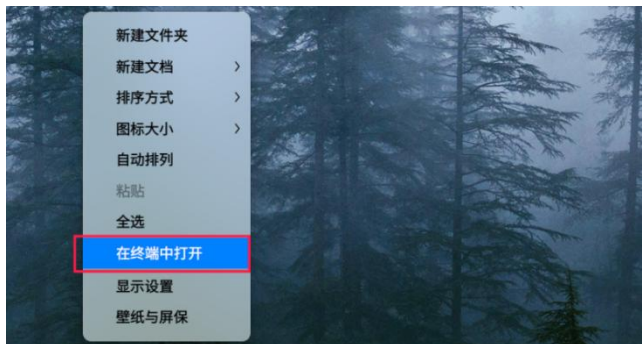 新建文件夹
新建文档
排序方式
图标大小
自动排列
粘贴
全选
在终端中打开
显示设置
壁纸与屏保